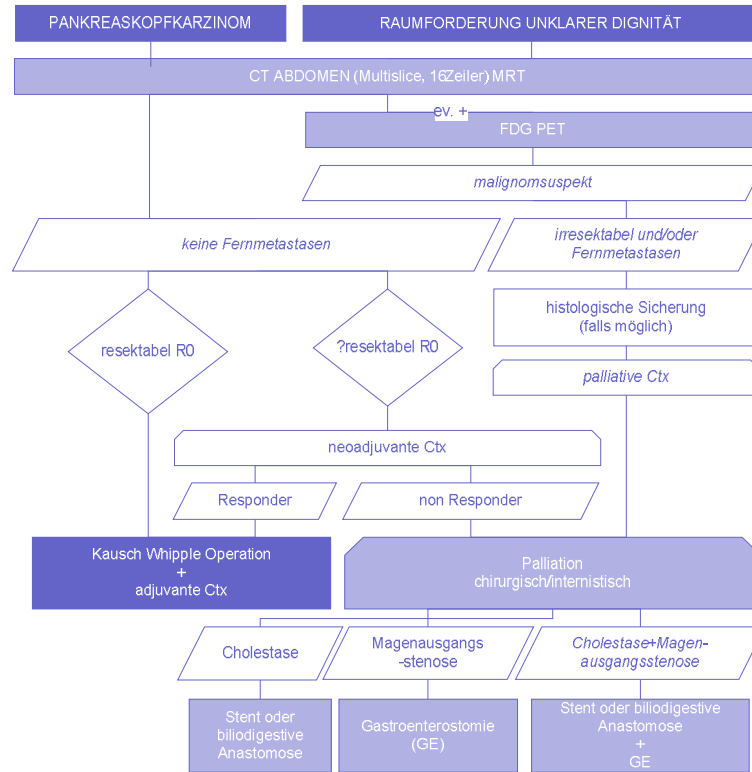 PANKREASKOPFKARZINOM
RAUMFORDERUNG UNKLARER DIGNITÄT
CT ABDOMEN (Multislice, 16Zeiler) MRT
ev. +
FDG PET
malignomsuspekt
keine Fernmetastasen
irresektabel und/oder
Fernmetastasen
histologische Sicherung
(falls möglich)
resektabel R0
?resektabel R0
palliative Ctx
neoadjuvante Ctx
Responder
non Responder
Kausch Whipple Operation
+
adjuvante Ctx
Palliation
chirurgisch/internistisch
Cholestase
Magenausgangs
-stenose
Cholestase+Magen-
ausgangsstenose
Stent oder
biliodigestive
Anastomose
Gastroenterostomie
(GE)
Stent oder biliodigestive
Anastomose
+
GE